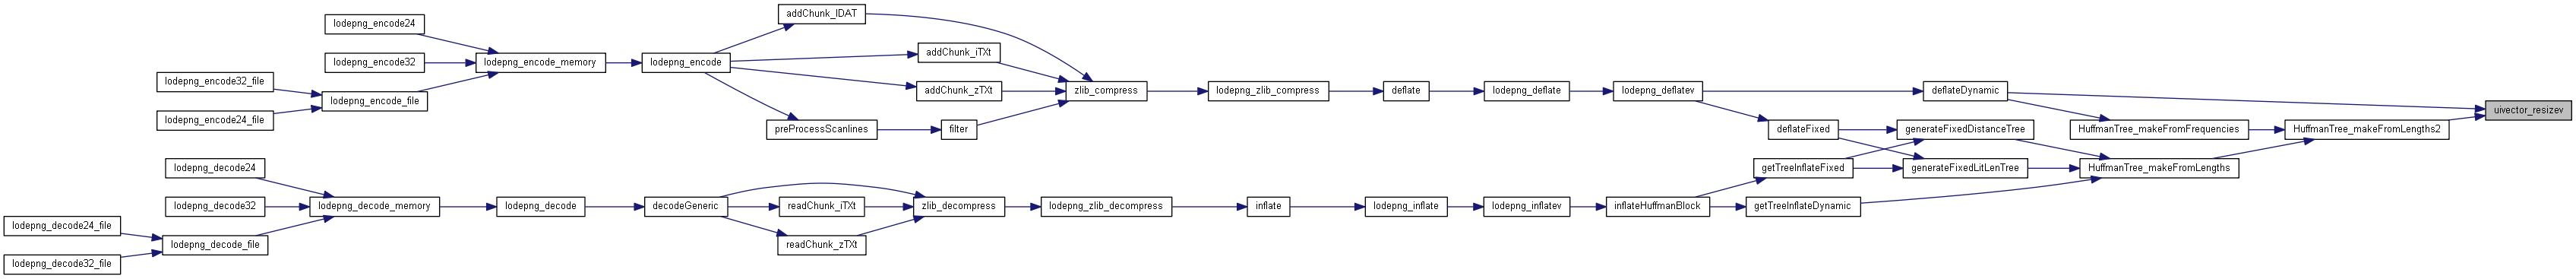 lodepng_encode24
lodepng_encode32
lodepng_encode32_file
lodepng_encode24_file
lodepng_encode_file
lodepng_encode_memory
lodepng_encode
addChunk_IDAT
addChunk_iTXt
addChunk_zTXt
preProcessScanlines
filter
zlib_compress
lodepng_zlib_compress
deflate
lodepng_deflate
lodepng_deflatev
deflateDynamic
deflateFixed
generateFixedDistanceTree
HuffmanTree_makeFromFrequencies
HuffmanTree_makeFromLengths2
uivector_resizev
getTreeInflateFixed
generateFixedLitLenTree
HuffmanTree_makeFromLengths
lodepng_decode24
lodepng_decode32
lodepng_decode24_file
lodepng_decode32_file
lodepng_decode_file
lodepng_decode_memory
lodepng_decode
decodeGeneric
readChunk_iTXt
readChunk_zTXt
zlib_decompress
lodepng_zlib_decompress
inflate
lodepng_inflate
lodepng_inflatev
inflateHuffmanBlock
getTreeInflateDynamic